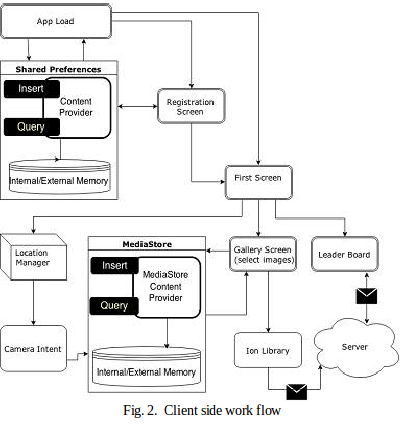 App Load
Shared Preferences
Insert
Content
Provider
Query
Internal/External Memory
Registration
Screen
First Screen
Location
Manager
MediaStore
Insert
MediaStore
Content
Provider
Query
Internal/External Memory
Gallery Screen
(select images)
Leader Board
Camera Intent
Ion Library
Server
Fig. 2. Client side work flow